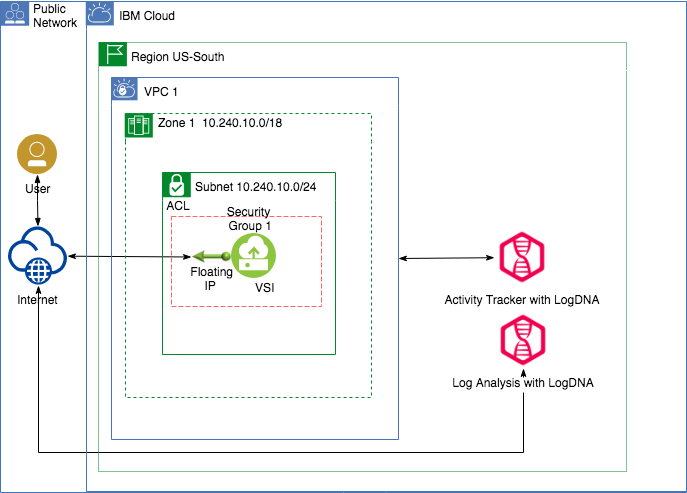 Public
Network
IBM Cloud
Region US-South
VPC 1
Zone 1 10.240.10.0/18
Subnet 10.240.10.0/24
ACL
Security
Group 1
Floating
IP
VSI
User
Internet
Activity Tracker with LogDNA
Log Analysis with LogDNA